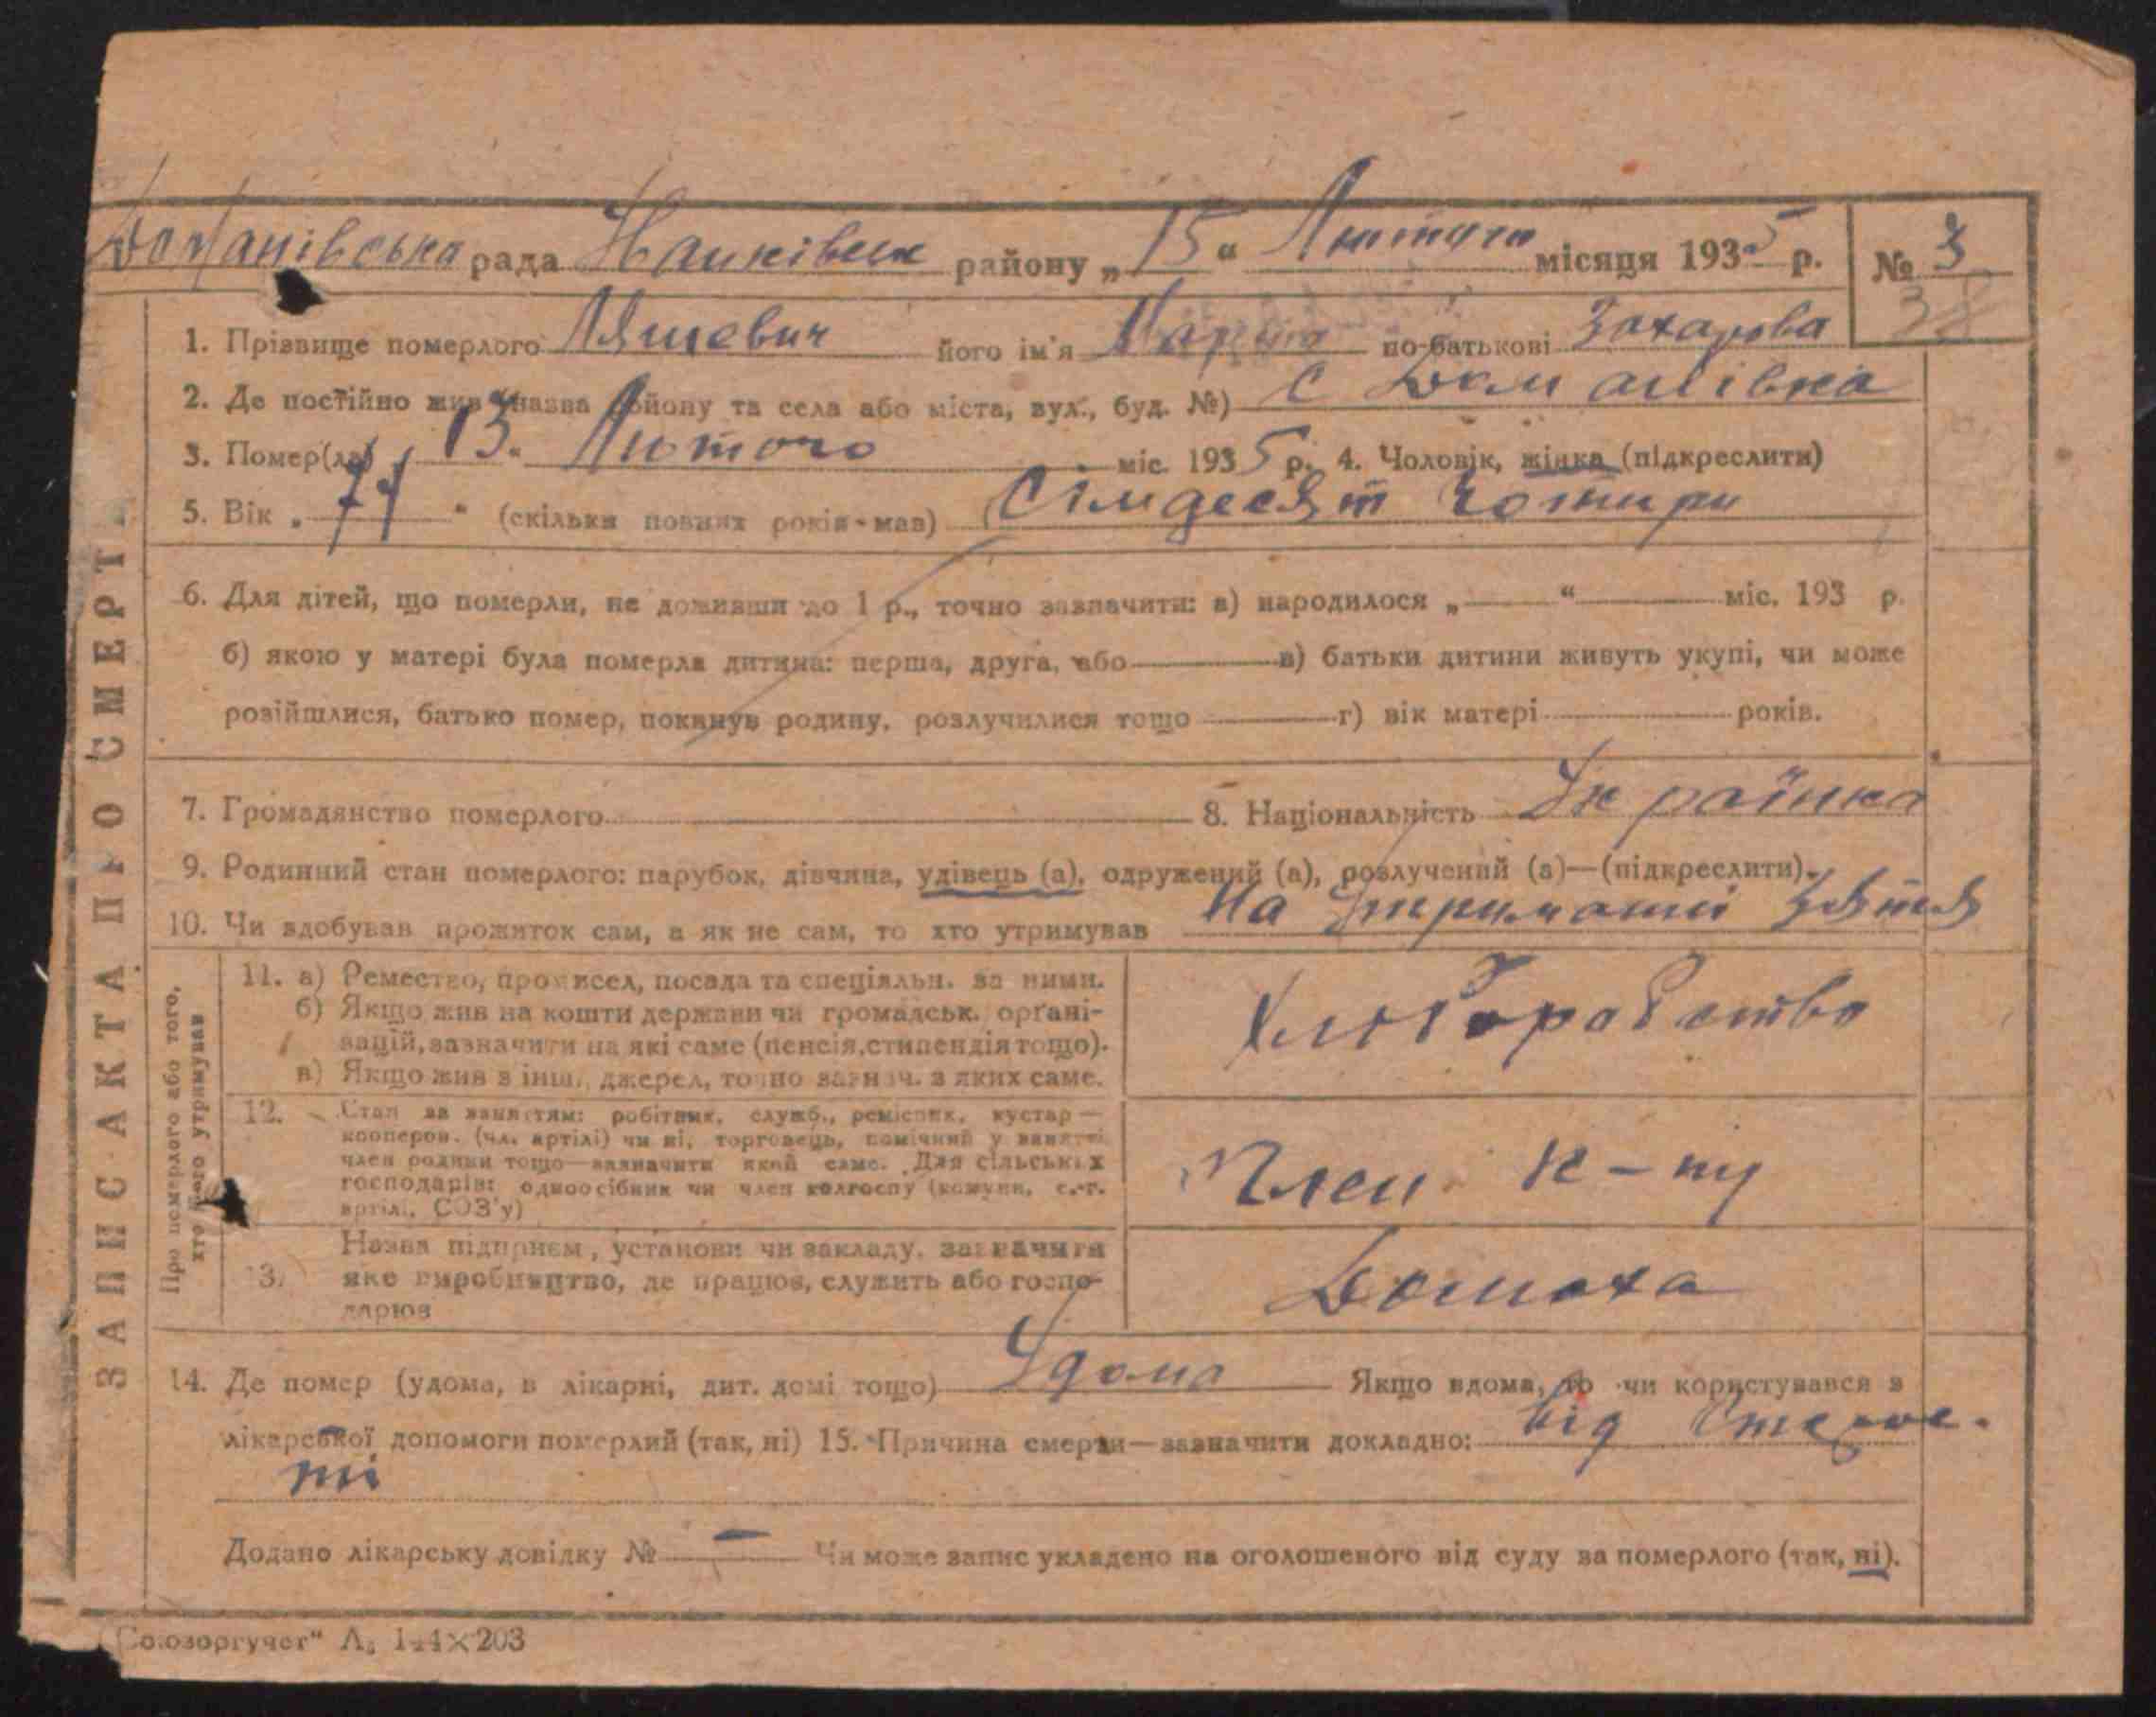 Доманівська рада Ханківськ району „15“ Лютого місяця 1935 р. № 3
38
1. Прізвище померлого Ляшевич його ім'я Марія по-батькові Захарова
2. Де постійно жив (назва району та села або міста, вул., буд. №) С Доманівка
3. Помер(ла) 13 Лютого міс. 1935 р. 4. Чоловік, жінка (підкреслити)
5. Вік „74“ (скільки повних років мав) Сімдесят Чотири
6. Для дітей, що померли, не доживши до 1 р., точно зазначити: а) народилося „ “ міс. 193 р.
б) якою у матері була померла дитина: перша, друга, або в) батьки дитини живуть укупі, чи може
розійшлися, батько помер, покинув родину, розлучилися тощо г) вік матері років.
7. Громадянство померлого 8. Національність Українка
9. Родинний стан померлого: парубок, дівчина, удівець (а), одружений (а), розлучений (а)—(підкреслити).
10. Чи здобував прожиток сам, а як не сам, то хто утримував На Утриманні Зятя
ЗАПИС АКТА ПРО СМЕРТЬ
Про померлого або того, хто його утримував
11. а) Ремество, промисел, посада та спеціяльн. за ними.
б) Якщо жив на кошти держави чи громадськ. органі-
зацій, зазначити на які саме (пенсія, стипендія тощо).
в) Якщо жив з інш. джерел, точно зазнач. з яких саме.
Хліборобство
12. Стан за заняттям: робітник, служб., ремісник, кустар—
кооперов. (чл. артілі) чи ні, торговець, помічний у занятті
член родини тощо—зазначити який саме. Для сільських
господарів: одноосібник чи член колгоспу (комуни, с.-г.
артілі, СОЗ'у)
Член к-пу
13. Назва підприєм, установи чи закладу, зазначити
яке виробництво, де працюв, служить або госпо-
дарюв
14. Де помер (удома, в лікарні, дит. домі тощо) Удома Якщо вдома, то чи користувався з
лікарської допомоги померлий (так, ні) 15. Причина смерти—зазначити докладно: Від
Додано лікарську довідку № — Чи може запис укладено на оголошеного від суду за померлого (так, ні).
"Союзоргучет" Л. 144×203